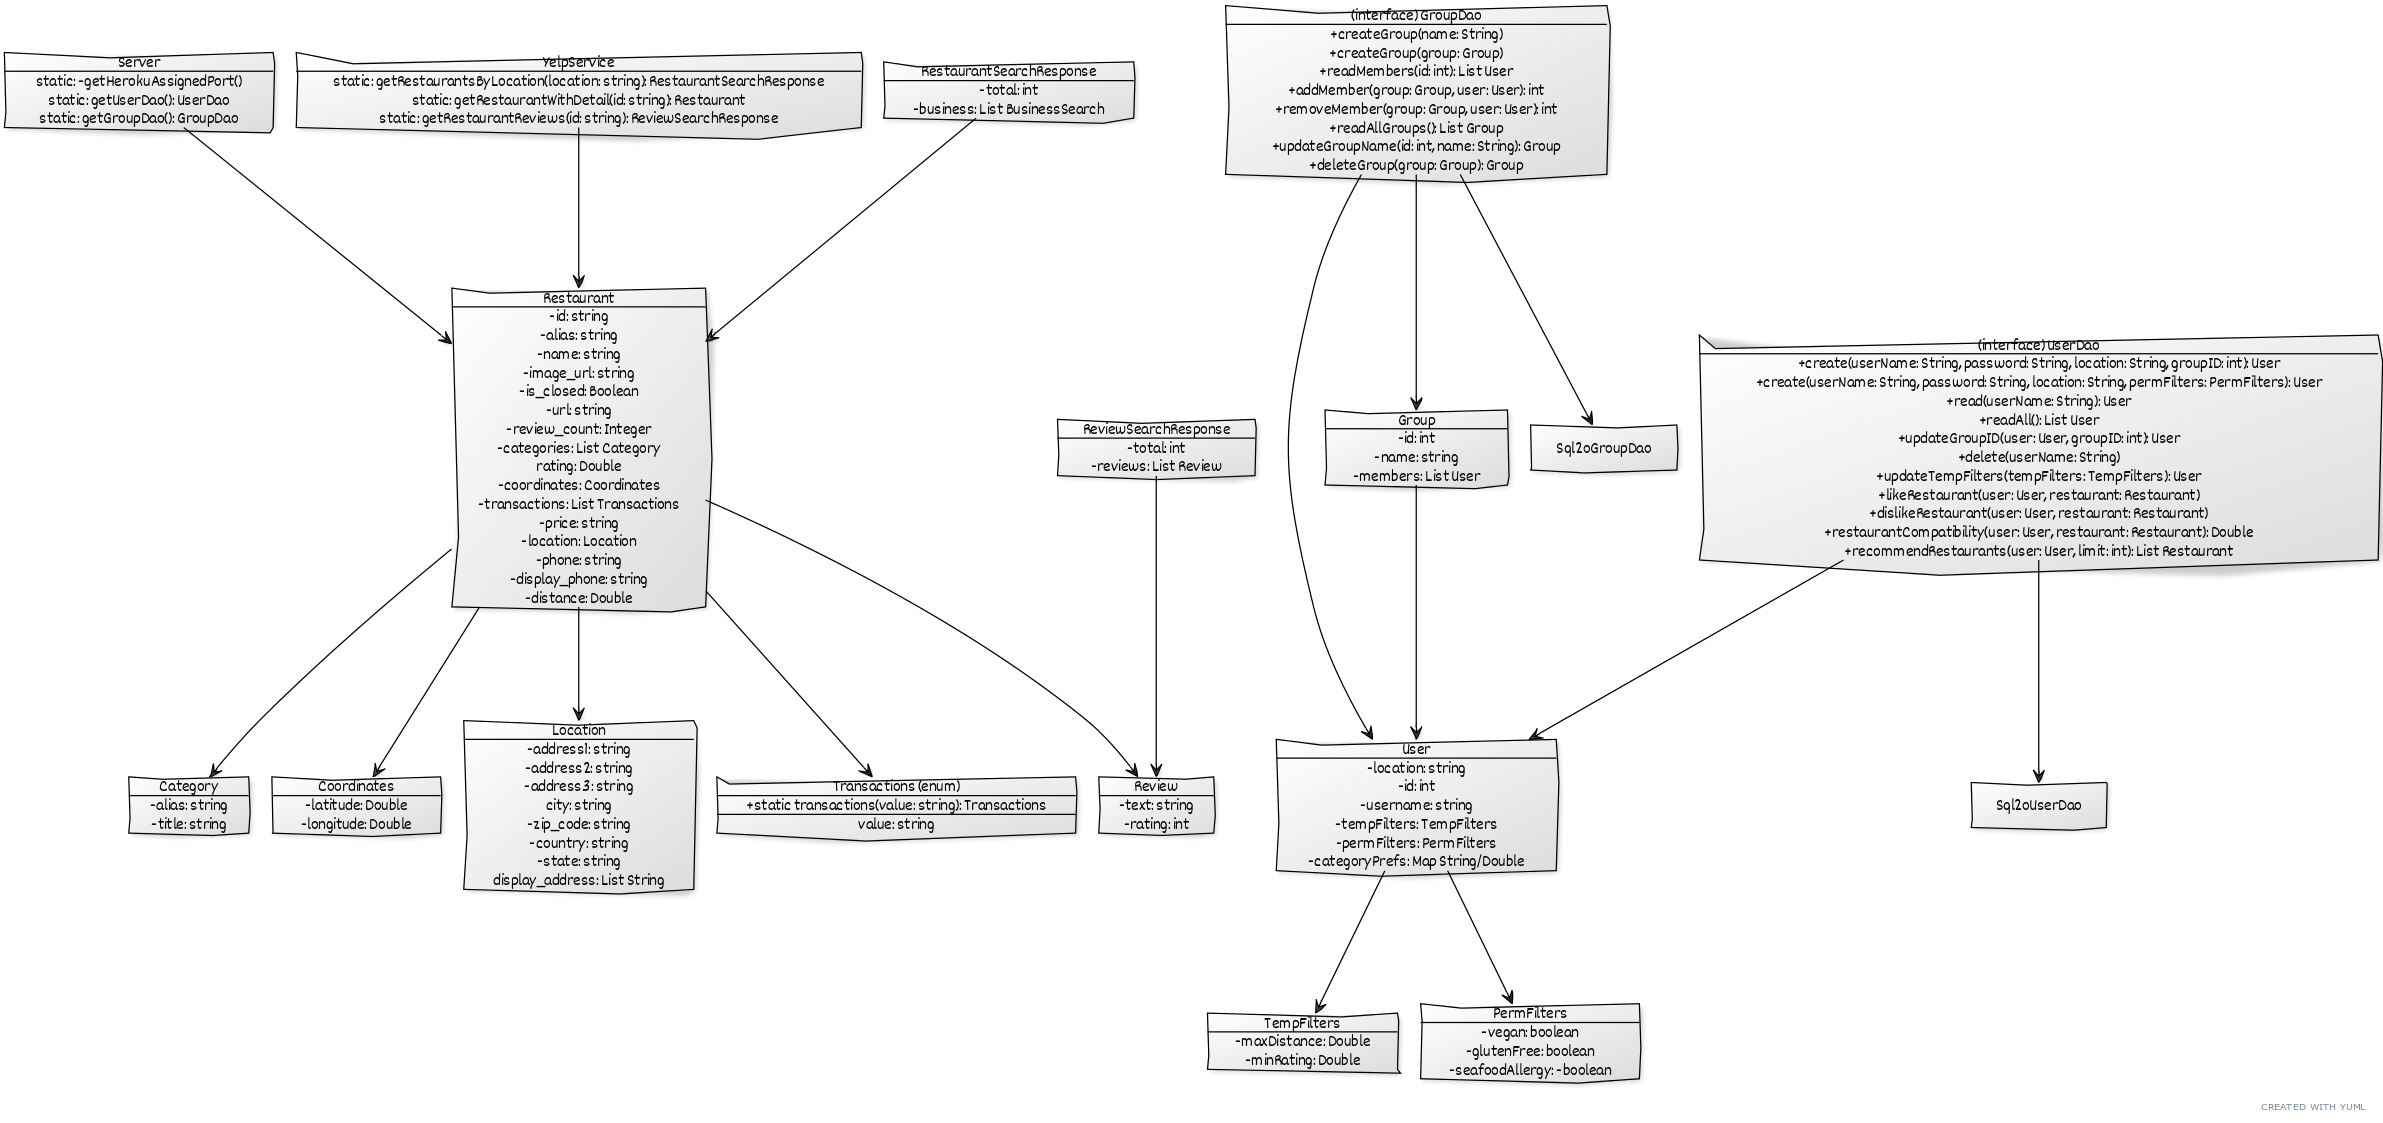 Server
static: -getHerokuAssignedPort()
static: getUserDao(): UserDao
static: getGroupDao(): GroupDao
YelpService
static: getRestaurantsByLocation(location: string): RestaurantSearchResponse
static: getRestaurantWithDetail(id: string): Restaurant
static: getRestaurantReviews(id: string): ReviewSearchResponse
RestaurantSearchResponse
-total: int
-business: List BusinessSearch
(interface) GroupDao
+createGroup(name: String)
+createGroup(group: Group)
+readMembers(id: int): List User
+addMember(group: Group, user: User): int
+removeMember(group: Group, user: User): int
+readAllGroups(): List Group
+updateGroupName(id: int, name: String): Group
+deleteGroup(group: Group): Group
Restaurant
-id: string
-alias: string
-name: string
-image_url: string
-is_closed: Boolean
-url: string
-review_count: Integer
-categories: List Category
rating: Double
-coordinates: Coordinates
-transactions: List Transactions
-price: string
-location: Location
-phone: string
-display_phone: string
-distance: Double
ReviewSearchResponse
-total: int
-reviews: List Review
Group
-id: int
-name: string
-members: List User
Sql2oGroupDao
(interface) UserDao
+create(userName: String, password: String, location: String, groupID: int): User
+create(userName: String, password: String, location: String, permFilters: PermFilters): User
+read(userName: String): User
+readAll(): List User
+updateGroupID(user: User, groupID: int): User
+delete(userName: String)
+updateTempFilters(tempFilters: TempFilters): User
+likeRestaurant(user: User, restaurant: Restaurant)
+dislikeRestaurant(user: User, restaurant: Restaurant)
+restaurantCompatibility(user: User, restaurant: Restaurant): Double
+recommendRestaurants(user: User, limit: int): List Restaurant
Category
-alias: string
-title: string
Coordinates
-latitude: Double
-longitude: Double
Location
-address1: string
-address2: string
-address3: string
city: string
-zip_code: string
-country: string
-state: string
display_address: List String
Transactions (enum)
+static transactions(value: string): Transactions
value: string
Review
-text: string
-rating: int
User
-location: string
-id: int
-username: string
-tempFilters: TempFilters
-permFilters: PermFilters
-categoryPrefs: Map String/Double
Sql2oUserDao
TempFilters
-maxDistance: Double
-minRating: Double
PermFilters
-vegan: boolean
-glutenFree: boolean
-seafoodAllergy: -boolean
CREATED WITH YUML